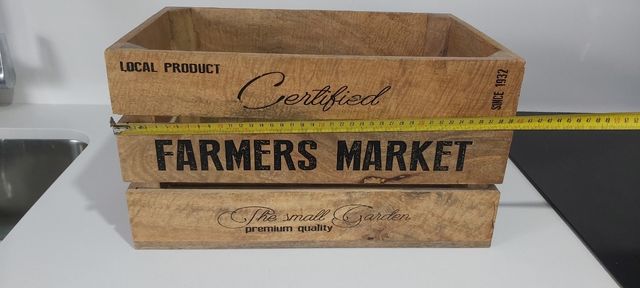 LOCAL PRODUCT
Certified
SINCE 1932
FARMERS MARKET
The small Garden
premium quality